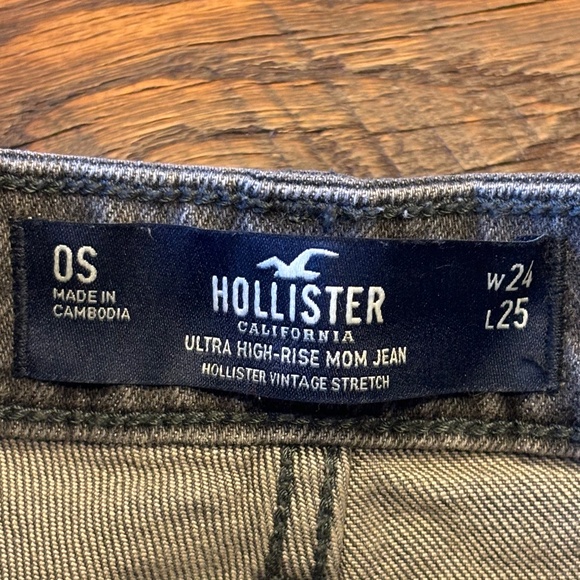 0S
MADE IN
CAMBODIA
HOLLISTER
CALIFORNIA
ULTRA HIGH-RISE MOM JEAN
HOLLISTER VINTAGE STRETCH
W24
L25